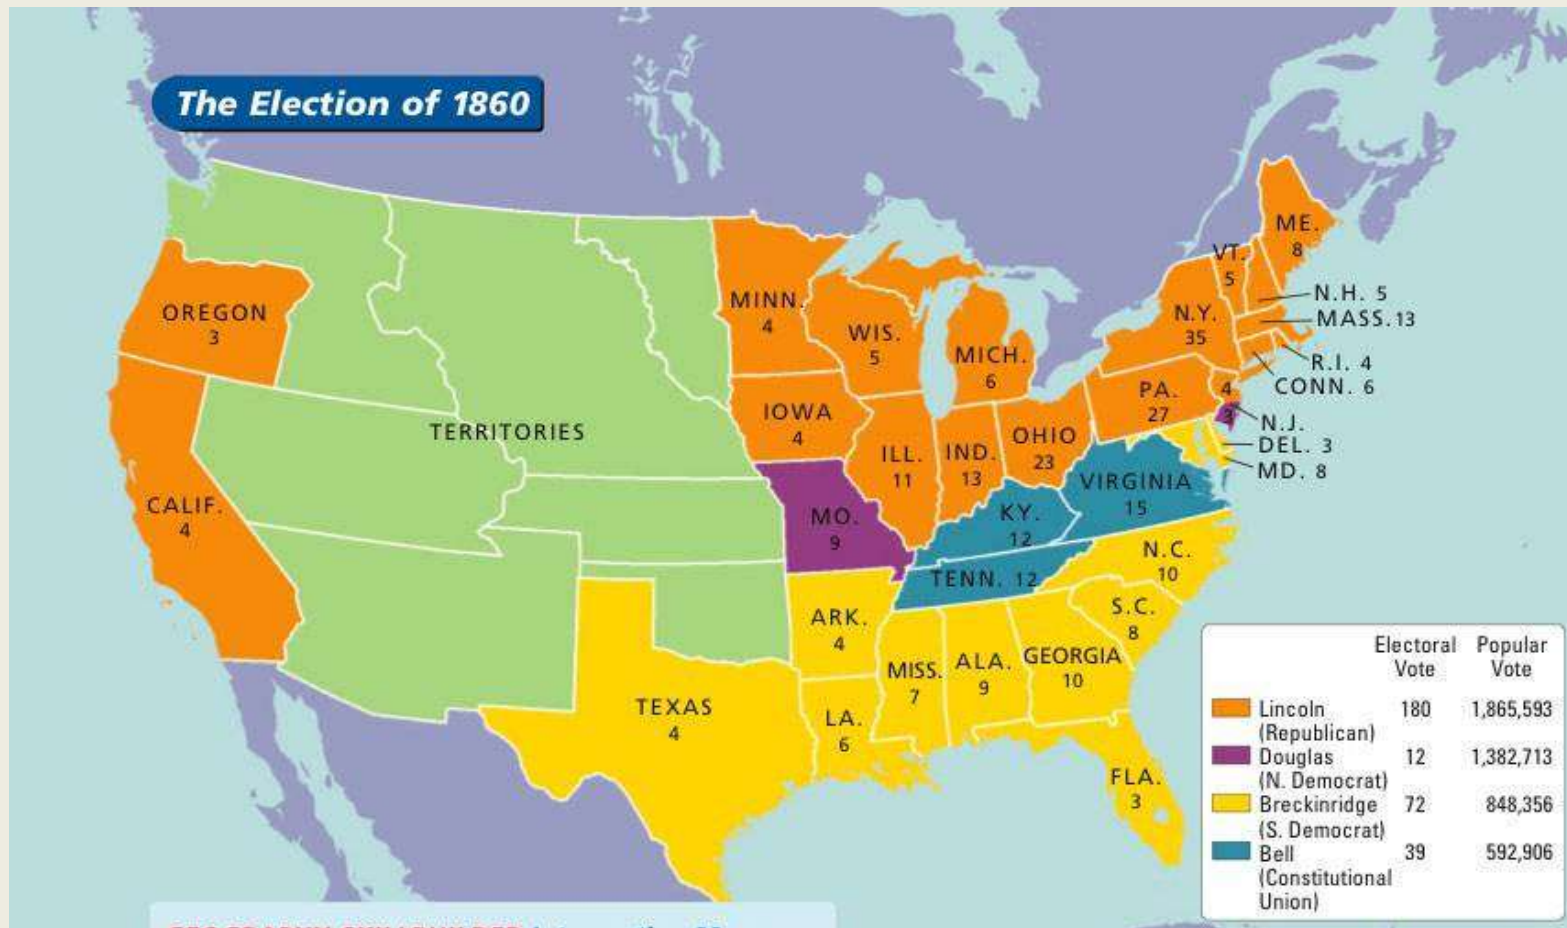 The Election of 1860
ME.
8
VT.
5
N.H. 5
MASS. 13
R.I. 4
CONN. 6
N.Y.
35
OREGON
3
MINN.
4
WIS.
5
MICH.
6
PA.
27
4
3
N.J.
DEL. 3
MD. 8
IOWA
4
TERRITORIES
ILL.
11
IND.
13
OHIO
23
VIRGINIA
15
CALIF.
4
MO.
9
KY.
12
TENN. 12
N.C.
10
S.C.
8
ARK.
4
MISS.
7
ALA.
9
GEORGIA
10
TEXAS
4
LA.
6
FLA.
3
Electoral Popular
Vote Vote
Lincoln 180 1,865,593
(Republican)
Douglas 12 1,382,713
(N. Democrat)
Breckinridge 72 848,356
(S. Democrat)
Bell 39 592,906
(Constitutional
Union)